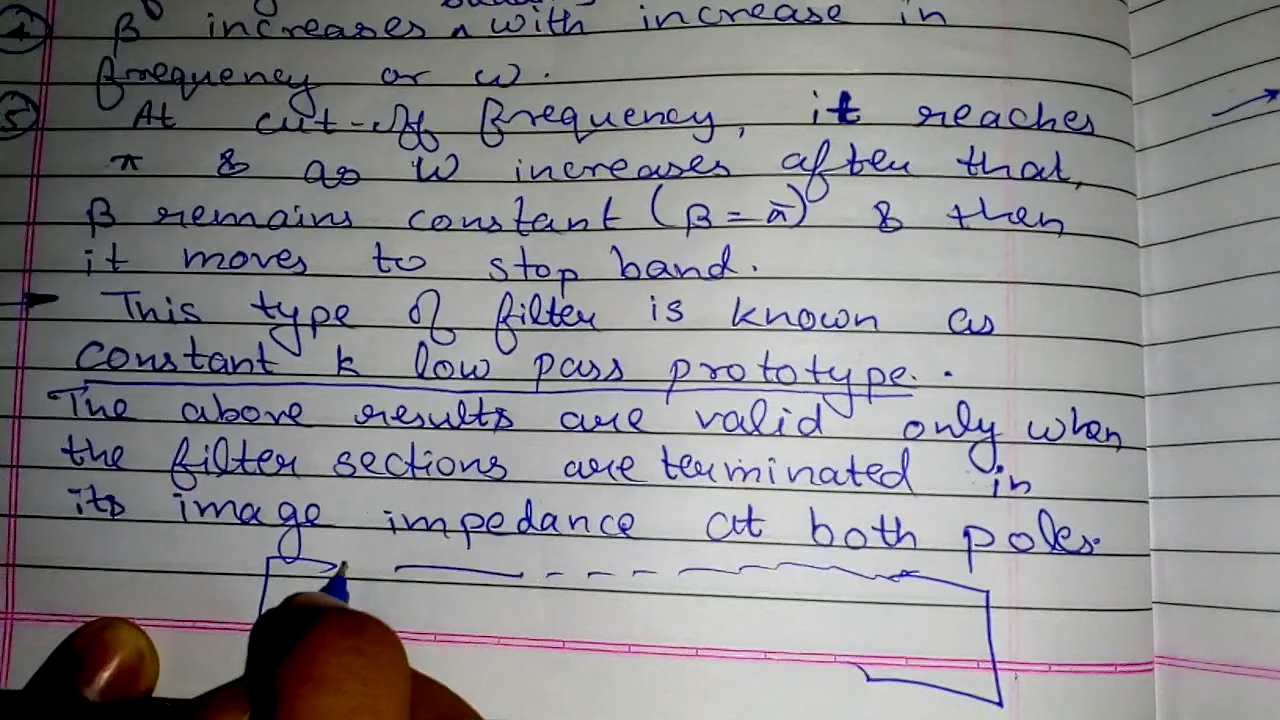 ④ β increases ^ with increase in
frequency or ω.
⑤ At cut-off frequency, it reaches
π & as ω increases after that,
β remains constant (β = π) & then
it moves to stop band.
→ This type of filter is known as
constant k low pass prototype.
The above results are valid only when
the filter sections are terminated in
its image impedance at both poles.